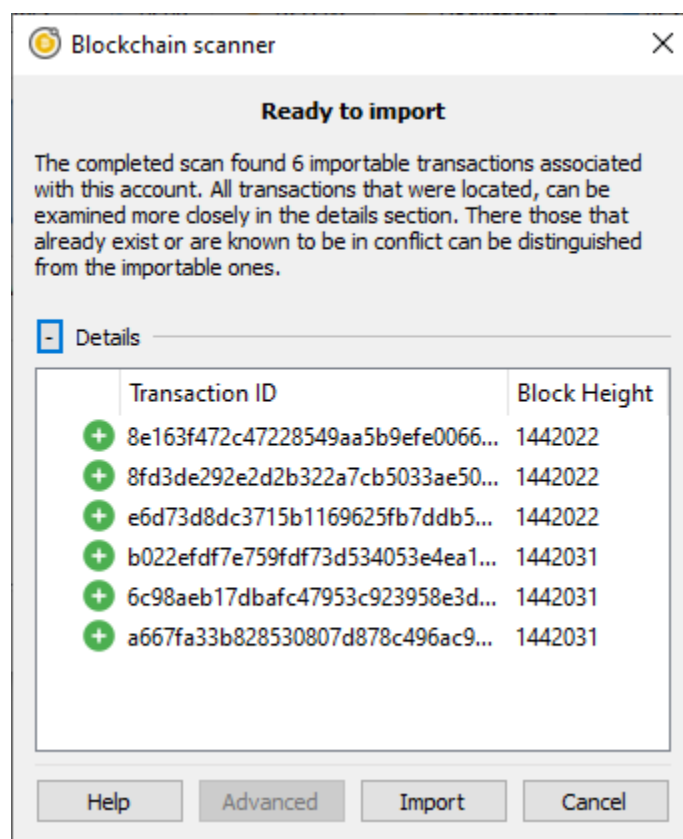 Blockchain scanner
Ready to import
The completed scan found 6 importable transactions associated
with this account. All transactions that were located, can be
examined more closely in the details section. There those that
already exist or are known to be in conflict can be distinguished
from the importable ones.
- Details
Transaction ID Block Height
8e163f472c47228549aa5b9efe0066... 1442022
8fd3de292e2d2b322a7cb5033ae50... 1442022
e6d73d8dc3715b1169625fb7ddb5... 1442022
b022efdf7e759fdf73d534053e4ea1... 1442031
6c98aeb17dbafc47953c923958e3d... 1442031
a667fa33b828530807d878c496ac9... 1442031
Help Advanced Import Cancel